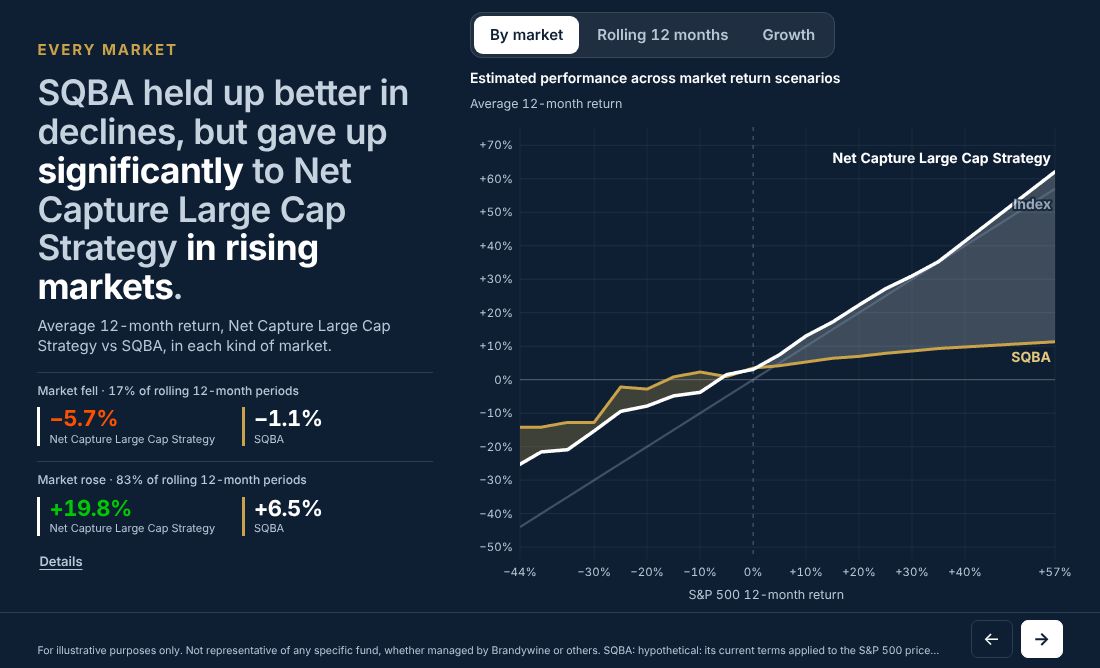 EVERY MARKET
SQBA held up better in
declines, but gave up
significantly to Net
Capture Large Cap
Strategy in rising
markets.
Average 12-month return, Net Capture Large Cap
Strategy vs SQBA, in each kind of market.
Market fell · 17% of rolling 12-month periods
−5.7% −1.1%
Net Capture Large Cap Strategy SQBA
Market rose · 83% of rolling 12-month periods
+19.8% +6.5%
Net Capture Large Cap Strategy SQBA
Details
By market Rolling 12 months Growth
Estimated performance across market return scenarios
Average 12-month return
+70%
Net Capture Large Cap Strategy
+60%
Index
+50%
+40%
+30%
+20%
+10%
SQBA
0%
−10%
−20%
−30%
−40%
−50%
−44% −30% −20% −10% 0% +10% +20% +30% +40% +57%
S&P 500 12-month return
For illustrative purposes only. Not representative of any specific fund, whether managed by Brandywine or others. SQBA: hypothetical: its current terms applied to the S&P 500 price...
← →